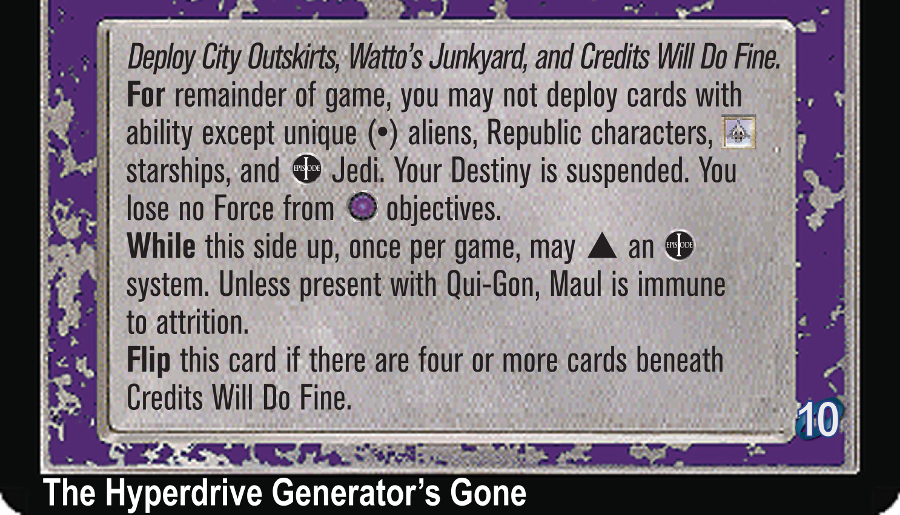 Deploy City Outskirts, Watto's Junkyard, and Credits Will Do Fine.
For remainder of game, you may not deploy cards with
ability except unique (•) aliens, Republic characters,
starships, and EPISODE I Jedi. Your Destiny is suspended. You
lose no Force from objectives.
While this side up, once per game, may ▲ an EPISODE I
system. Unless present with Qui-Gon, Maul is immune
to attrition.
Flip this card if there are four or more cards beneath
Credits Will Do Fine.
10
The Hyperdrive Generator's Gone